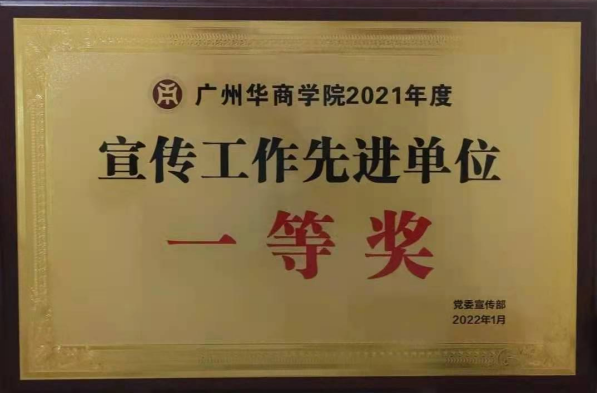 广州华商学院2021年度
宣传工作先进单位
一等奖
党委宣传部
2022年1月